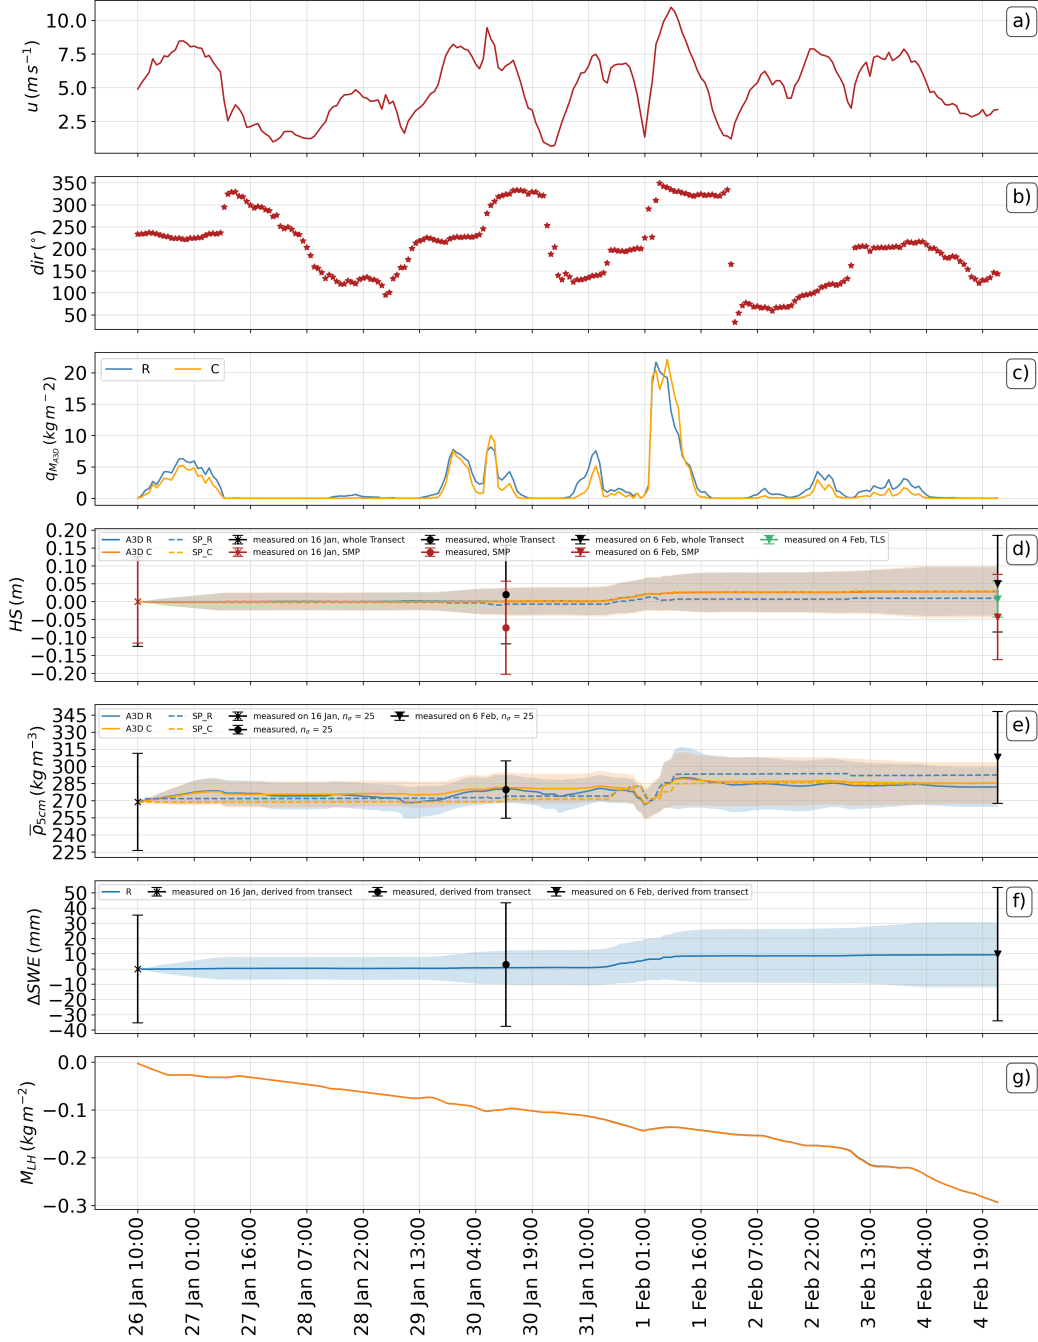 a)
u (m s⁻¹)
10.0
7.5
5.0
2.5
b)
dir(°)
350
300
250
200
150
100
50
c)
q_{M_{A3D}} (kg m − 2)
R C
20
15
10
5
0
d)
HS (m)
0.20
0.15
0.10
0.05
0.00
−0.05
−0.10
−0.15
−0.20
A3D R SP_R measured on 16 Jan, whole Transect measured, whole Transect measured on 6 Feb, whole Transect measured on 4 Feb, TLS
A3D C SP_C measured on 16 Jan, SMP measured, SMP measured on 6 Feb, SMP
e)
ρ̅_{5cm} (kg m⁻³)
345
330
315
300
285
270
255
240
225
A3D R SP_R measured on 16 Jan, n_σ = 25 measured on 6 Feb, n_σ = 25
A3D C SP_C measured, n_σ = 25
f)
ΔSWE (mm)
50
40
30
20
10
0
−10
−20
−30
−40
R measured on 16 Jan, derived from transect measured, derived from transect measured on 6 Feb, derived from transect
g)
M_{LH} (kg m⁻²)
0.0
−0.1
−0.2
−0.3
26 Jan 10:00
27 Jan 01:00
27 Jan 16:00
28 Jan 07:00
28 Jan 22:00
29 Jan 13:00
30 Jan 04:00
30 Jan 19:00
31 Jan 10:00
1 Feb 01:00
1 Feb 16:00
2 Feb 07:00
2 Feb 22:00
3 Feb 13:00
4 Feb 04:00
4 Feb 19:00